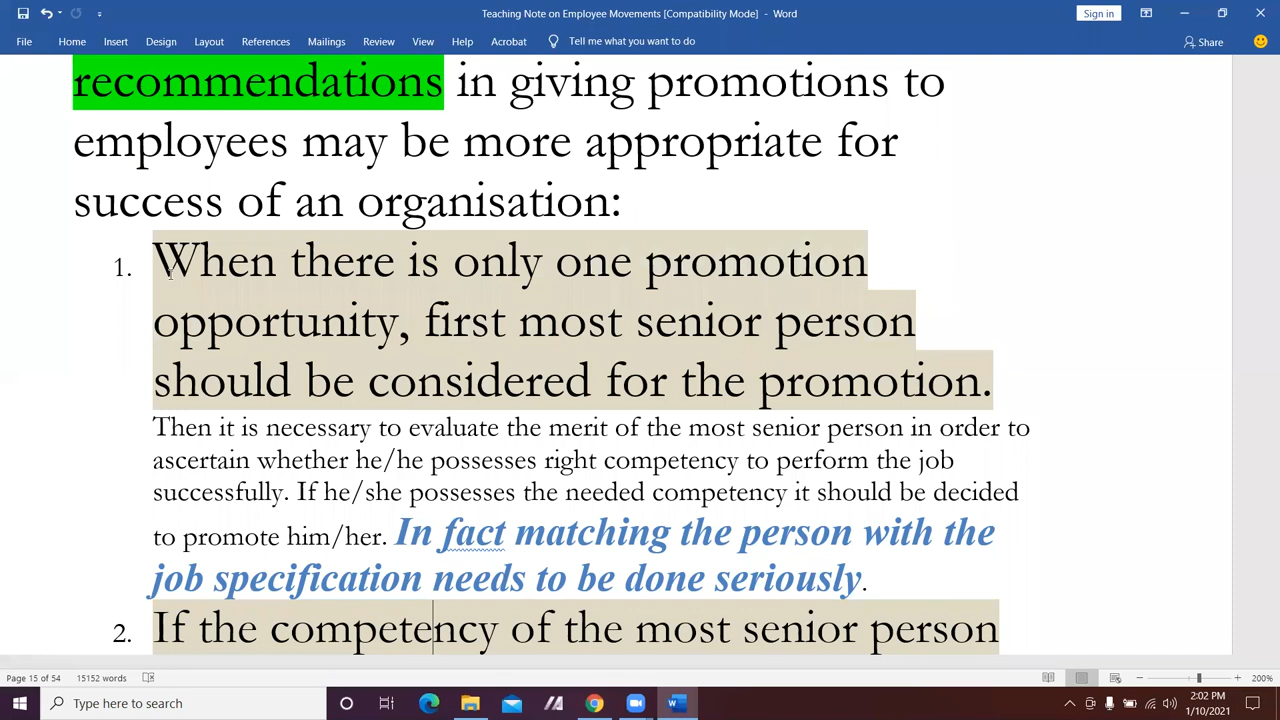 Teaching Note on Employee Movements [Compatibility Mode] - Word
Sign in
File Home Insert Design Layout References Mailings Review View Help Acrobat Tell me what you want to do Share
recommendations in giving promotions to
employees may be more appropriate for
success of an organisation:
1. When there is only one promotion
opportunity, first most senior person
should be considered for the promotion.
Then it is necessary to evaluate the merit of the most senior person in order to
ascertain whether he/he possesses right competency to perform the job
successfully. If he/she possesses the needed competency it should be decided
to promote him/her. In fact matching the person with the
job specification needs to be done seriously.
2. If the competency of the most senior person
Page 15 of 54 15152 words 200%
Type here to search
2:02 PM
1/10/2021